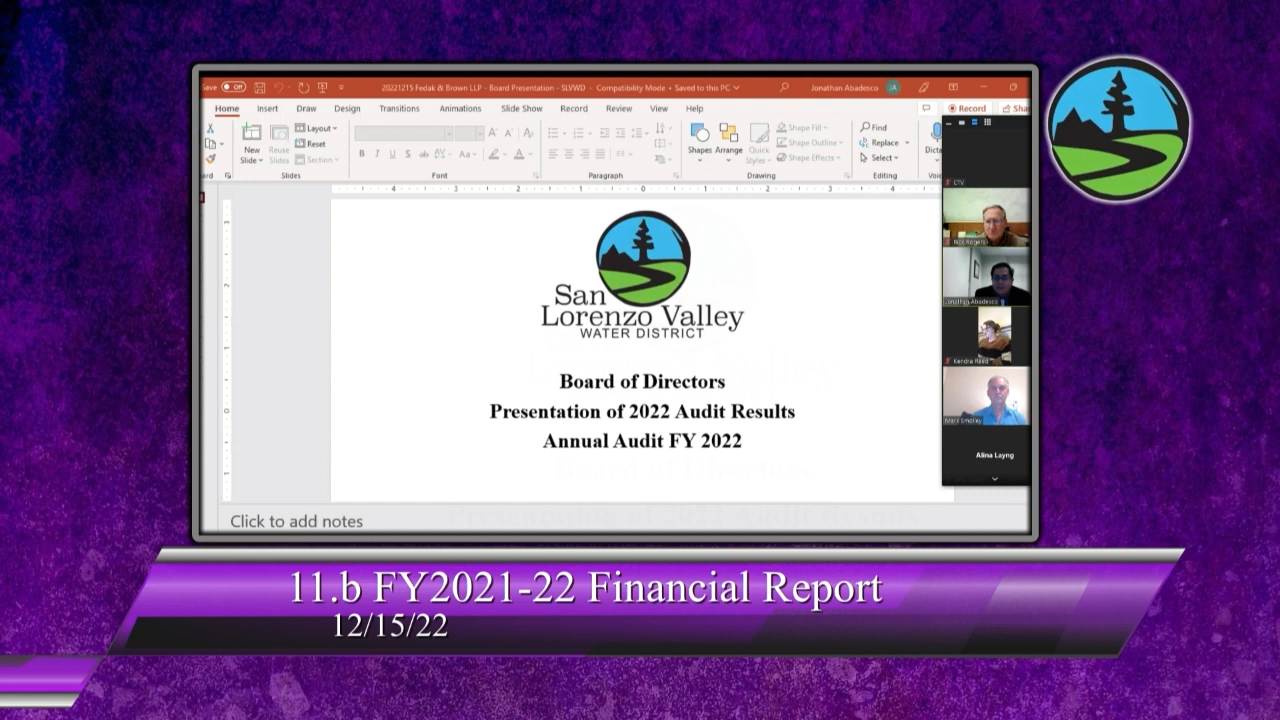 20221215 Fedak & Brown LLP - Board Presentation - SLVWD - Compatibility Mode • Saved to this PC
Jonathan Abadesco
JA
Off
Home
Insert
Draw
Design
Transitions
Animations
Slide Show
Record
Review
View
Help
Record
New
Slide
Reuse
Slides
Layout
Reset
Section
Slides
Font
Paragraph
Shapes
Arrange
Quick
Styles
Shape Fill
Shape Outline
Shape Effects
Drawing
Find
Replace
Select
Editing
CTV
Jonathan Abadesco
Kendra Reed
Mark Smolley
Alina Layng
San
Lorenzo Valley
WATER DISTRICT
Board of Directors
Presentation of 2022 Audit Results
Annual Audit FY 2022
Click to add notes
11.b FY2021-22 Financial Report
12/15/22